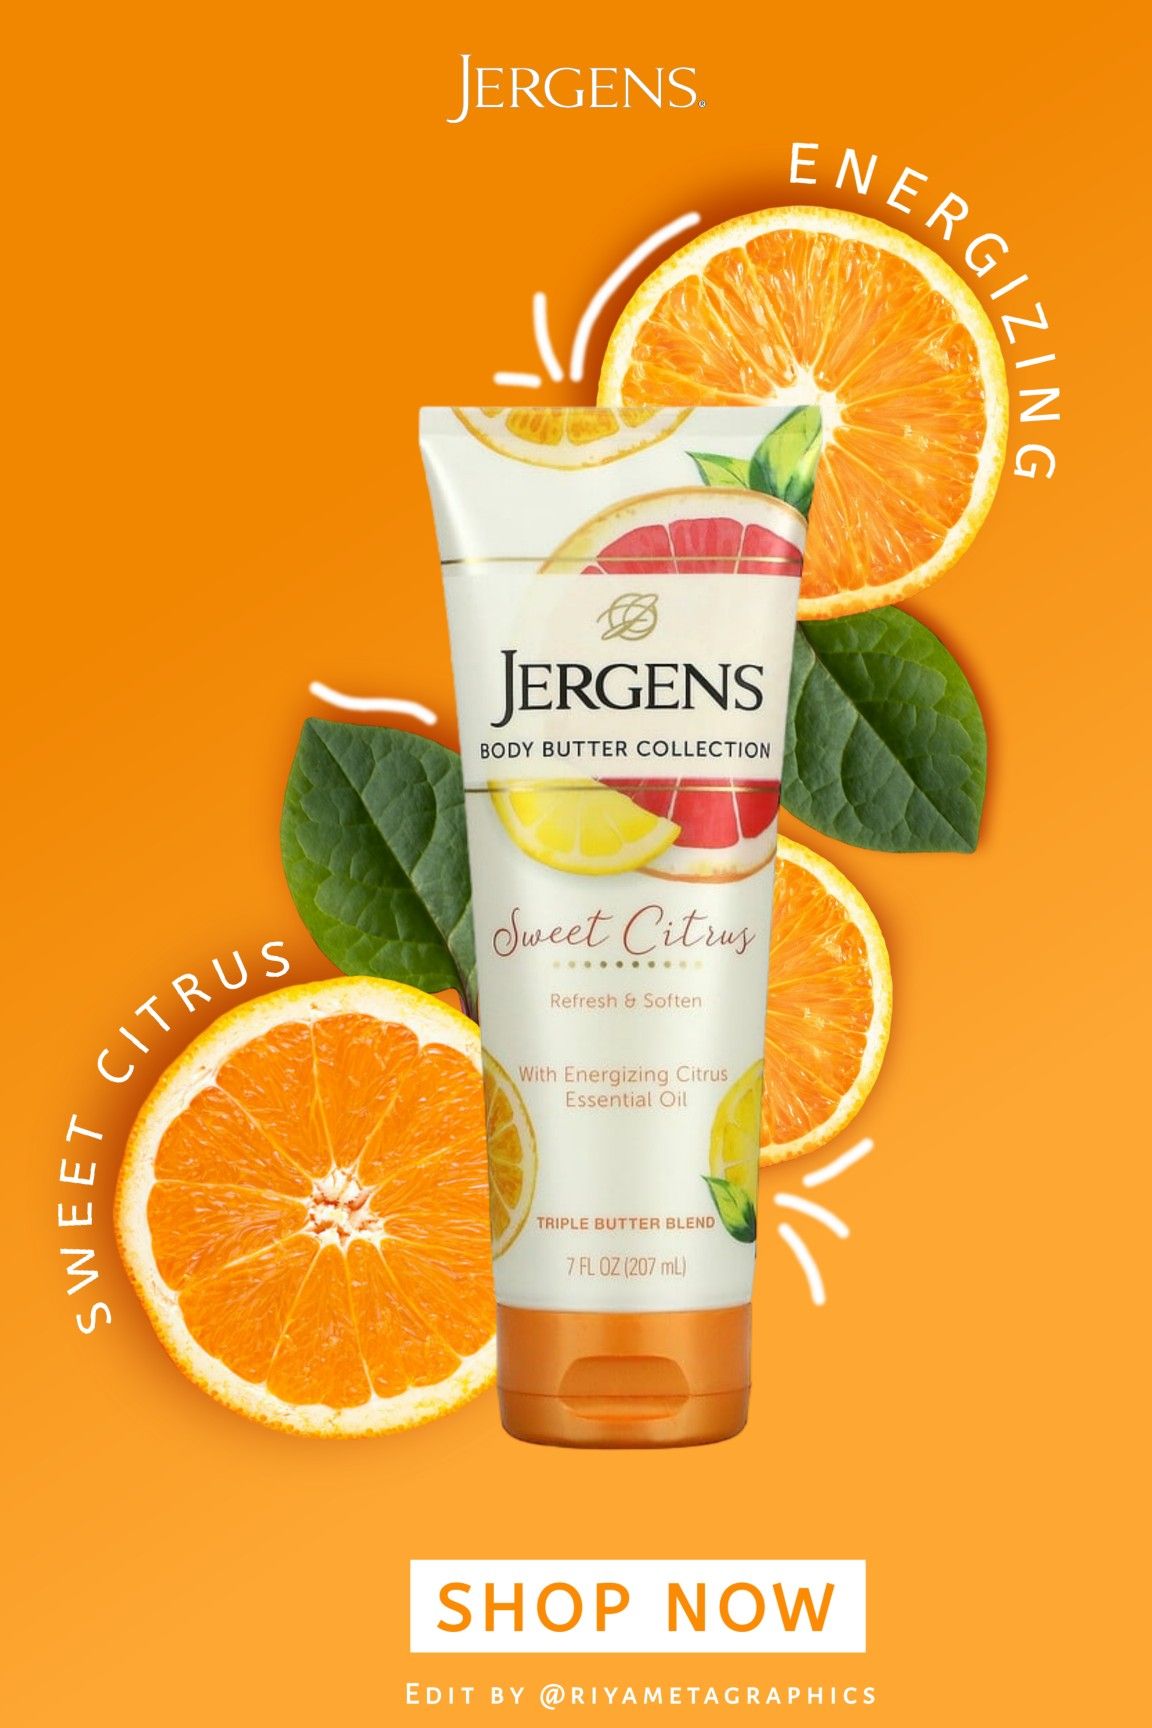 JERGENS®
ENERGIZING
JERGENS
BODY BUTTER COLLECTION
Sweet Citrus
Refresh & Soften
With Energizing Citrus
Essential Oil
TRIPLE BUTTER BLEND
7 FL OZ (207 mL)
SWEET CITRUS
SHOP NOW
EDIT BY @RIYAMETAGRAPHICS